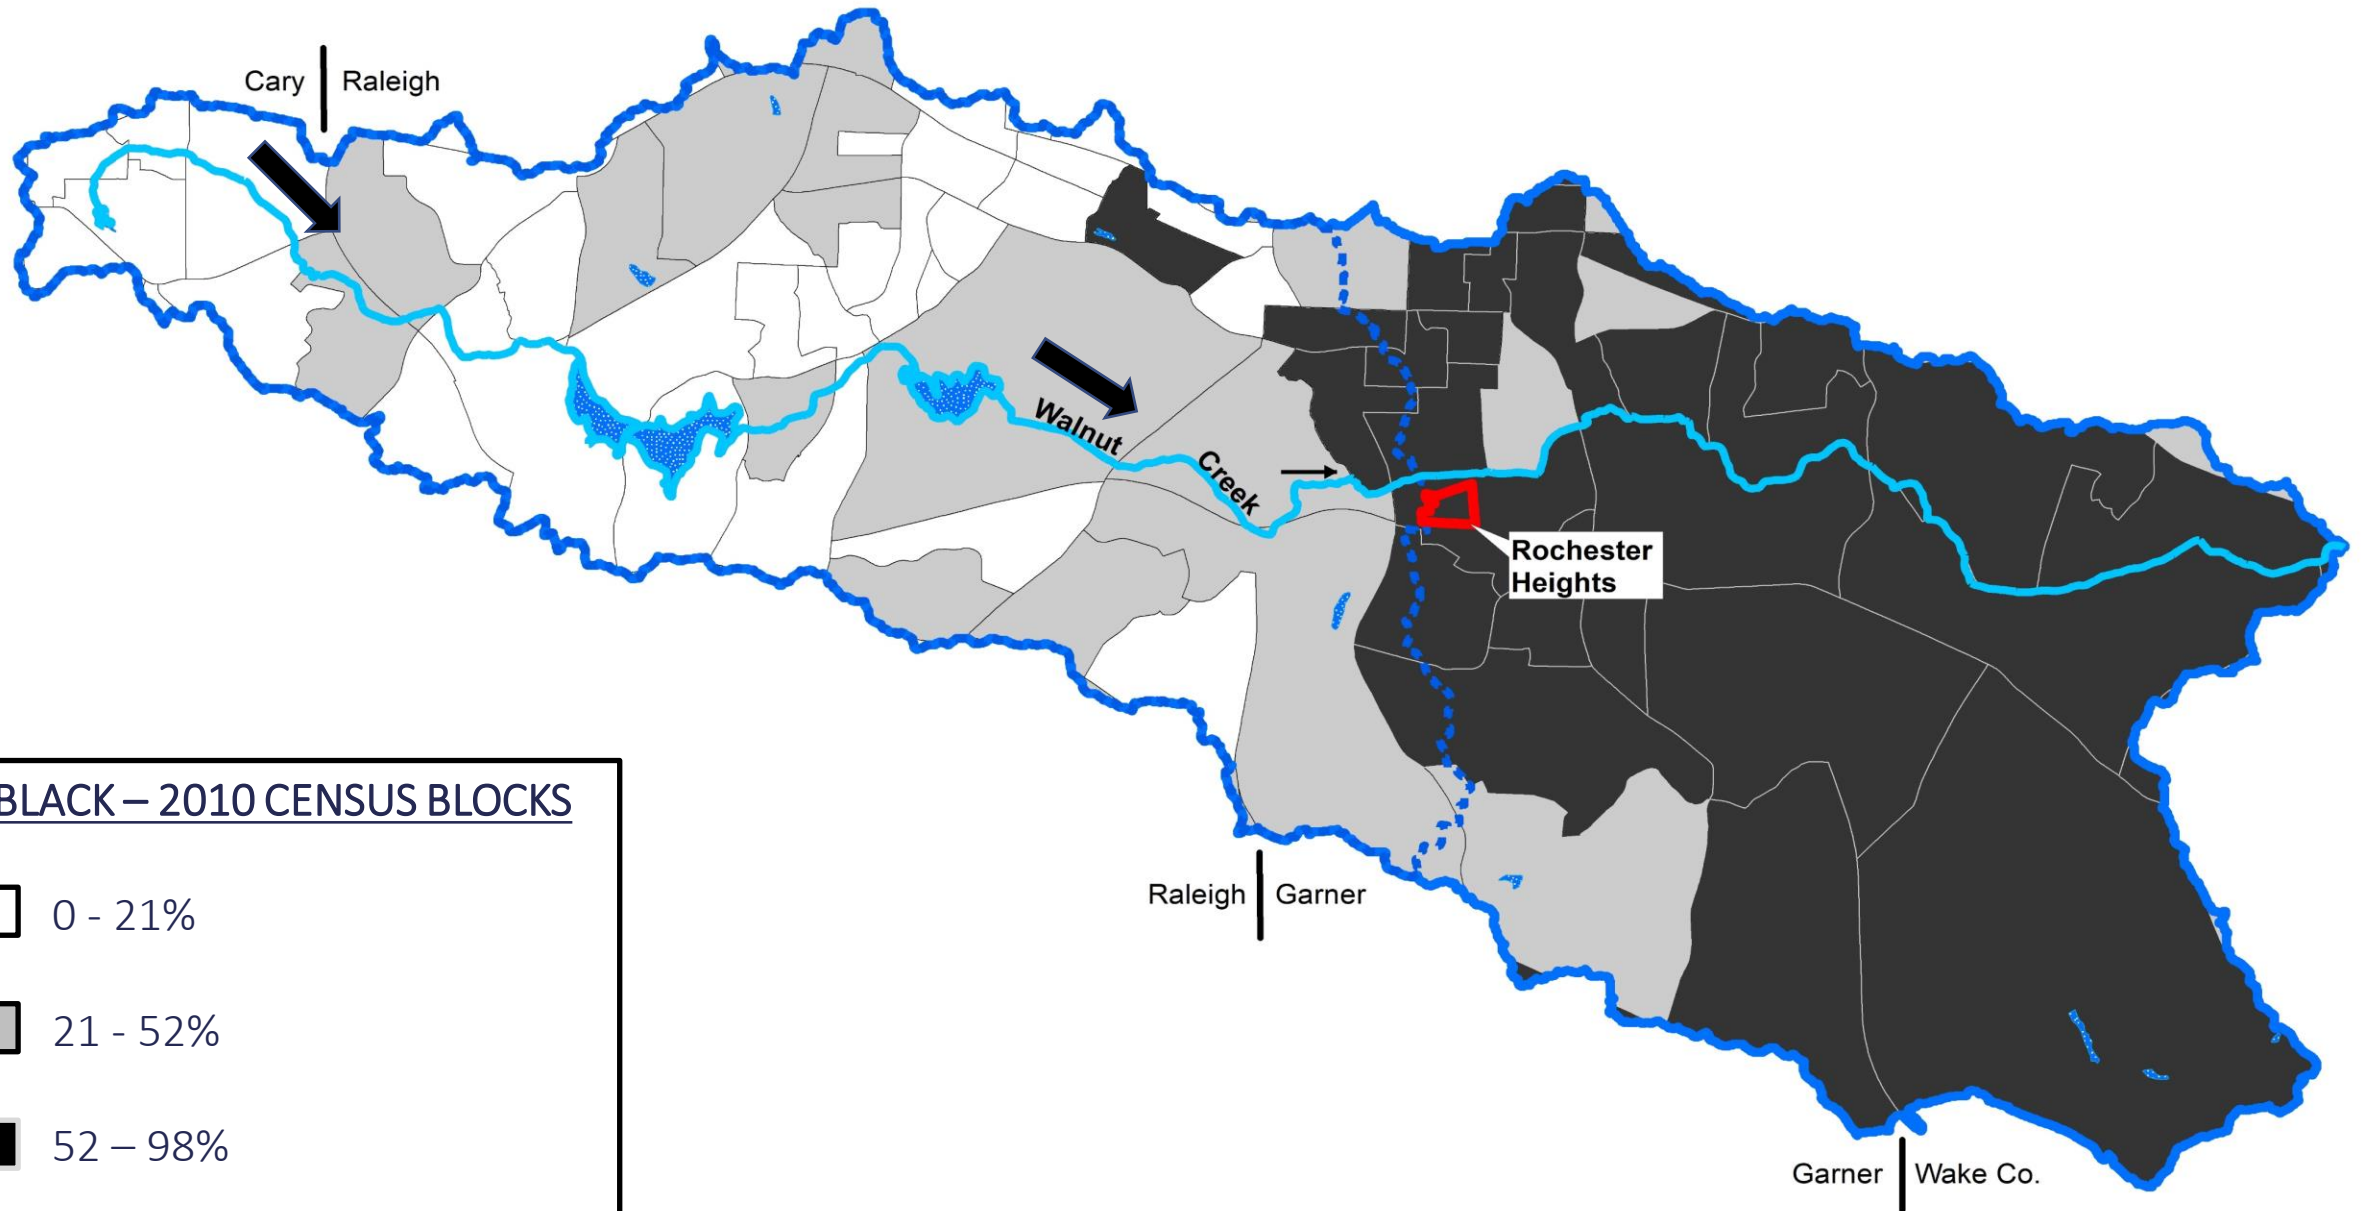 Cary
Raleigh
Walnut
Creek
Rochester
Heights
BLACK – 2010 CENSUS BLOCKS
0 - 21%
21 - 52%
52 – 98%
Raleigh
Garner
Garner
Wake Co.